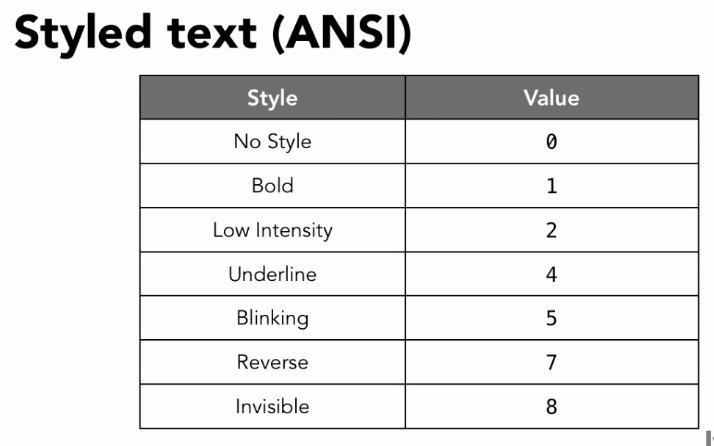 Styled text (ANSI)
Style Value
No Style 0
Bold 1
Low Intensity 2
Underline 4
Blinking 5
Reverse 7
Invisible 8